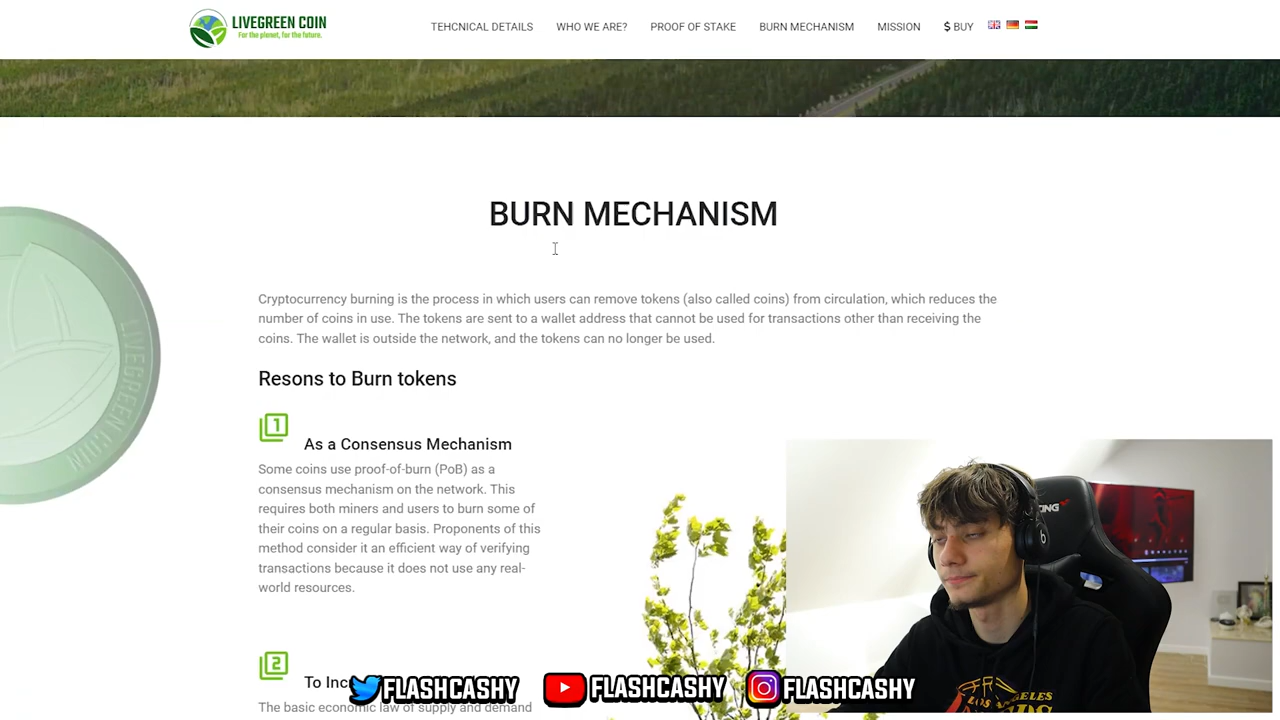 LIVEGREEN COIN
For the planet, for the future.
TEHCNICAL DETAILS
WHO WE ARE?
PROOF OF STAKE
BURN MECHANISM
MISSION
$ BUY
BURN MECHANISM
Cryptocurrency burning is the process in which users can remove tokens (also called coins) from circulation, which reduces the
number of coins in use. The tokens are sent to a wallet address that cannot be used for transactions other than receiving the
coins. The wallet is outside the network, and the tokens can no longer be used.
LIVEGREEN COIN
Resons to Burn tokens
1
As a Consensus Mechanism
Some coins use proof-of-burn (PoB) as a
consensus mechanism on the network. This
requires both miners and users to burn some of
their coins on a regular basis. Proponents of this
method consider it an efficient way of verifying
transactions because it does not use any real-
world resources.
2
To Inc
The basic economic law of supply and demand
FLASHCASHY
FLASHCASHY
FLASHCASHY
LOS ANGELES